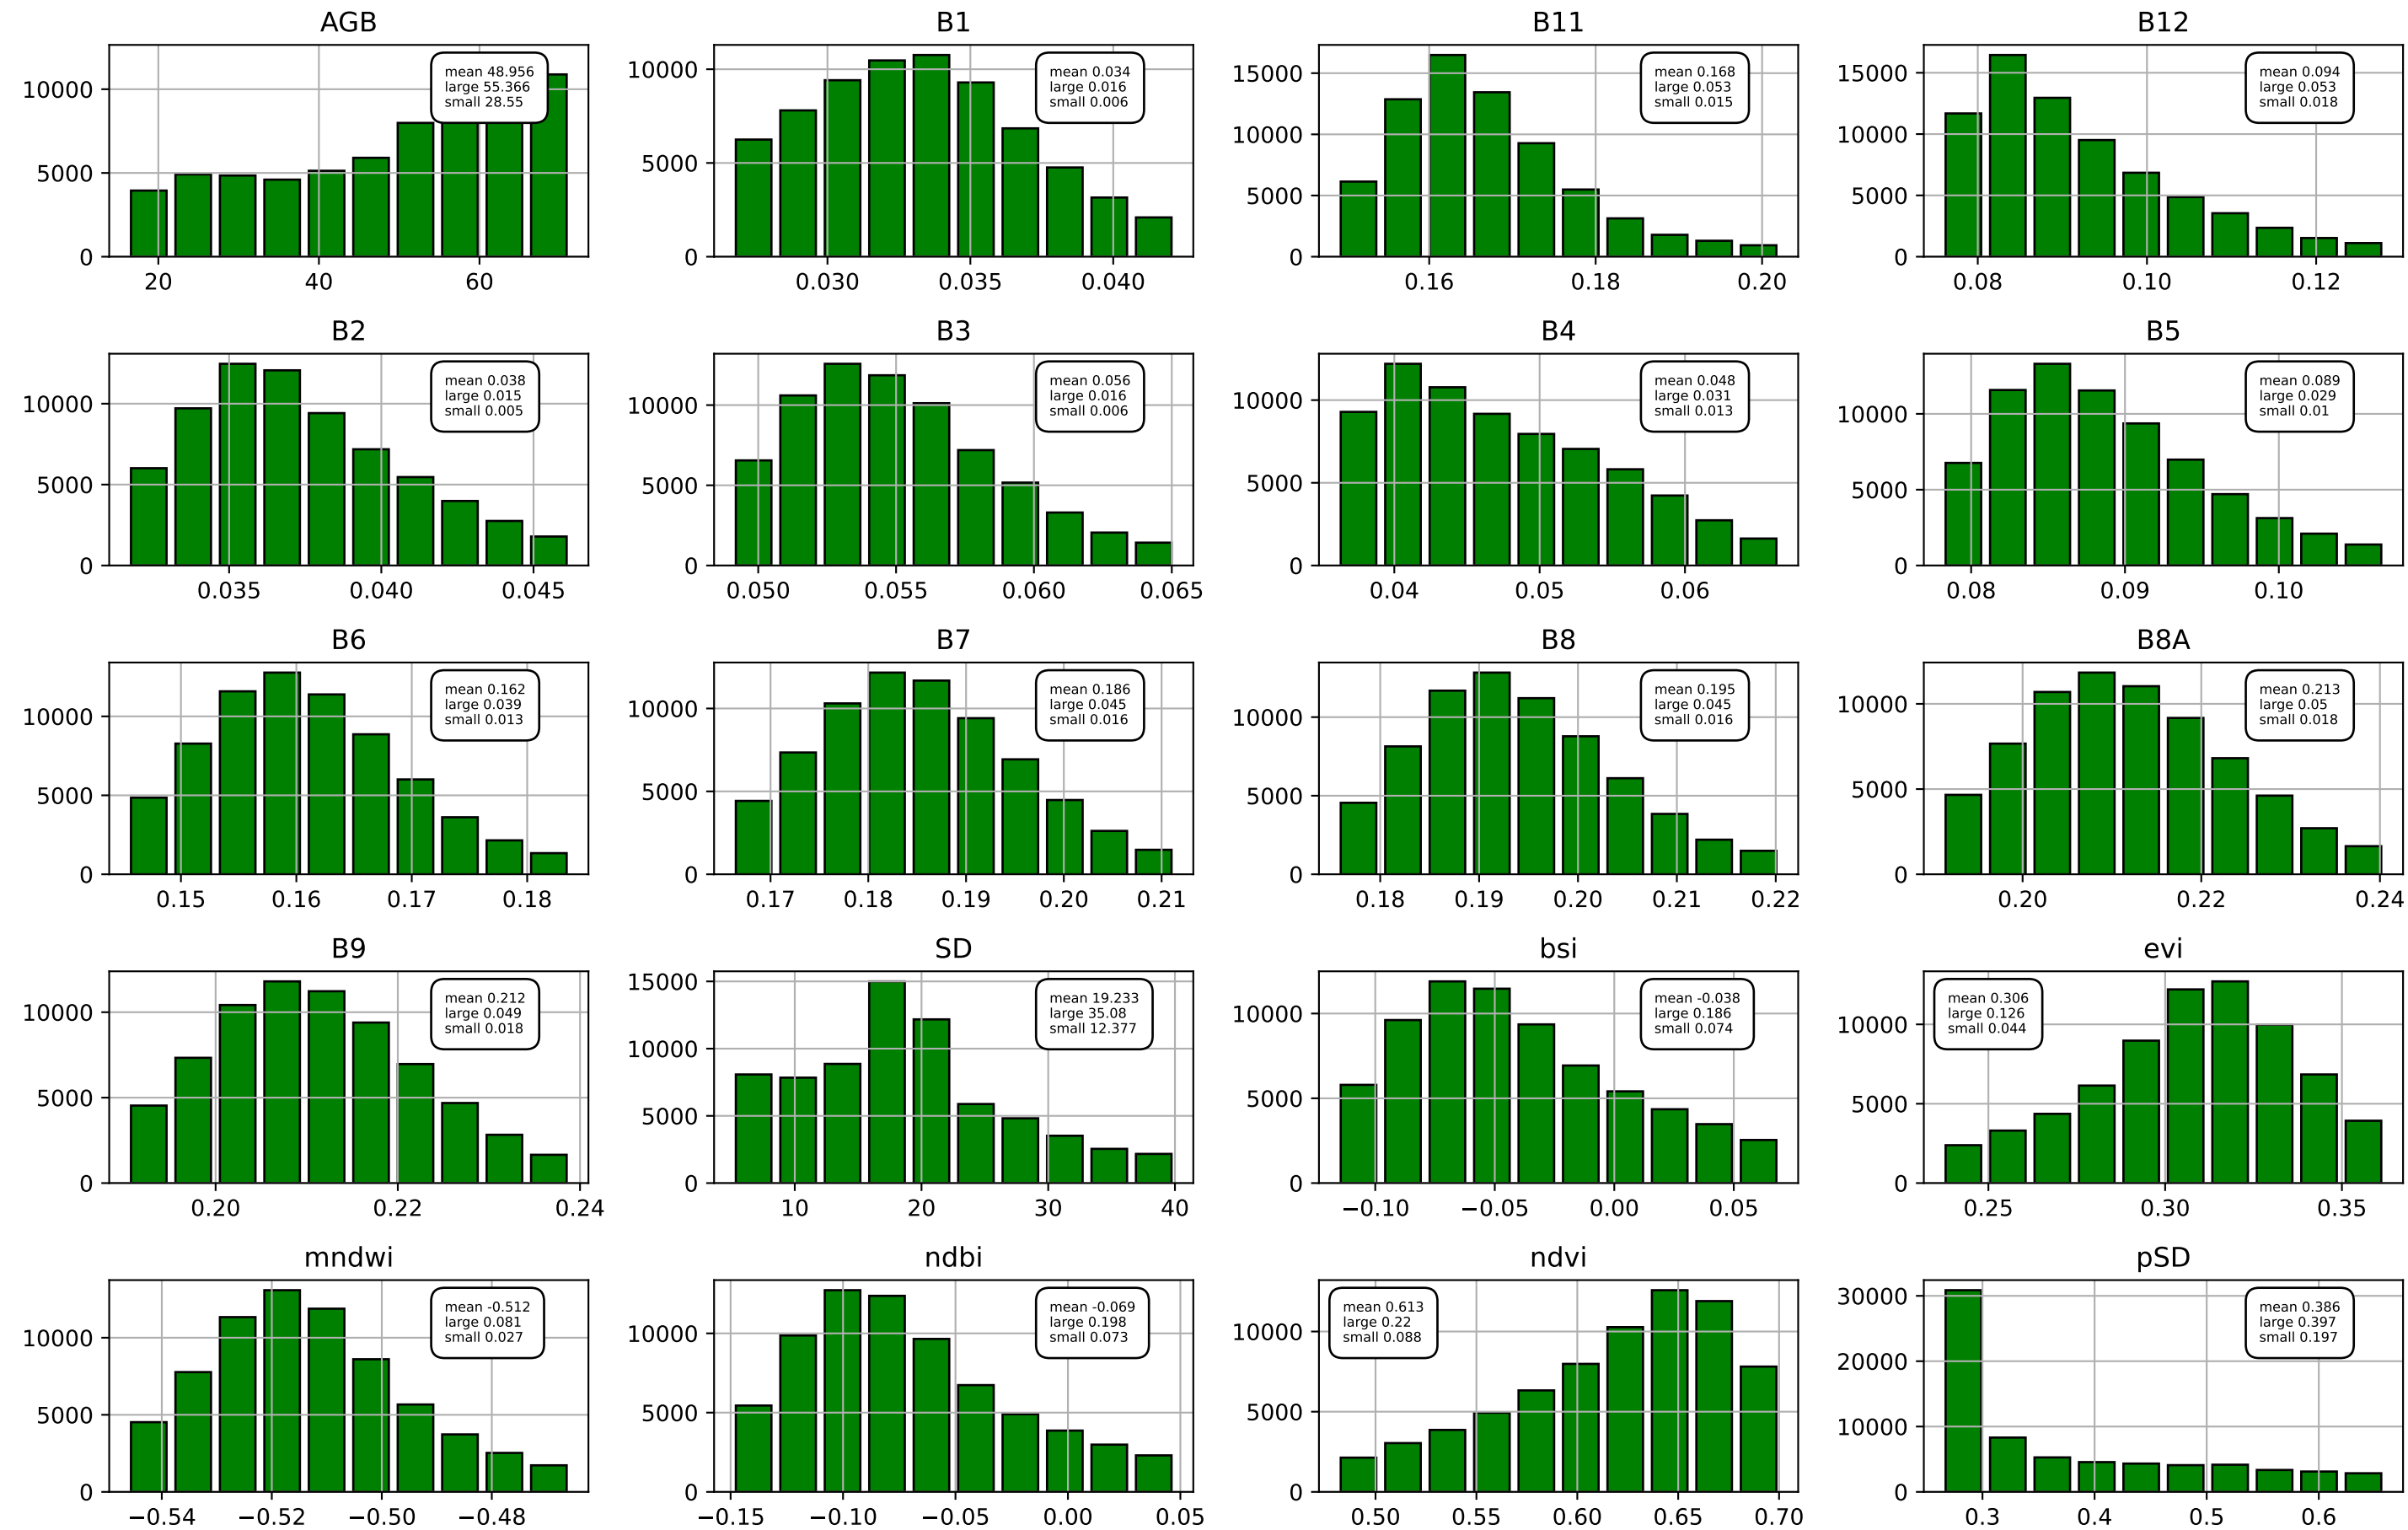 AGB
B1
B11
B12
mean 48.956
large 55.366
small 28.55
mean 0.034
large 0.016
small 0.006
mean 0.168
large 0.053
small 0.015
mean 0.094
large 0.053
small 0.018
10000
5000
0
20 40 60
10000
5000
0
0.030 0.035 0.040
15000
10000
5000
0
0.16 0.18 0.20
15000
10000
5000
0
0.08 0.10 0.12
B2
B3
B4
B5
mean 0.038
large 0.015
small 0.005
mean 0.056
large 0.016
small 0.006
mean 0.048
large 0.031
small 0.013
mean 0.089
large 0.029
small 0.01
10000
5000
0
0.035 0.040 0.045
10000
5000
0
0.050 0.055 0.060 0.065
10000
5000
0
0.04 0.05 0.06
10000
5000
0
0.08 0.09 0.10
B6
B7
B8
B8A
mean 0.162
large 0.039
small 0.013
mean 0.186
large 0.045
small 0.016
mean 0.195
large 0.045
small 0.016
mean 0.213
large 0.05
small 0.018
10000
5000
0
0.15 0.16 0.17 0.18
10000
5000
0
0.17 0.18 0.19 0.20 0.21
10000
5000
0
0.18 0.19 0.20 0.21 0.22
10000
5000
0
0.20 0.22 0.24
B9
SD
bsi
evi
mean 0.212
large 0.049
small 0.018
mean 19.233
large 35.08
small 12.377
mean -0.038
large 0.186
small 0.074
mean 0.306
large 0.126
small 0.044
10000
5000
0
0.20 0.22 0.24
15000
10000
5000
0
10 20 30 40
10000
5000
0
−0.10 −0.05 0.00 0.05
10000
5000
0
0.25 0.30 0.35
mndwi
ndbi
ndvi
pSD
mean -0.512
large 0.081
small 0.027
mean -0.069
large 0.198
small 0.073
mean 0.613
large 0.22
small 0.088
mean 0.386
large 0.397
small 0.197
10000
5000
0
−0.54 −0.52 −0.50 −0.48
10000
5000
0
−0.15 −0.10 −0.05 0.00 0.05
10000
5000
0
0.50 0.55 0.60 0.65 0.70
30000
20000
10000
0
0.3 0.4 0.5 0.6